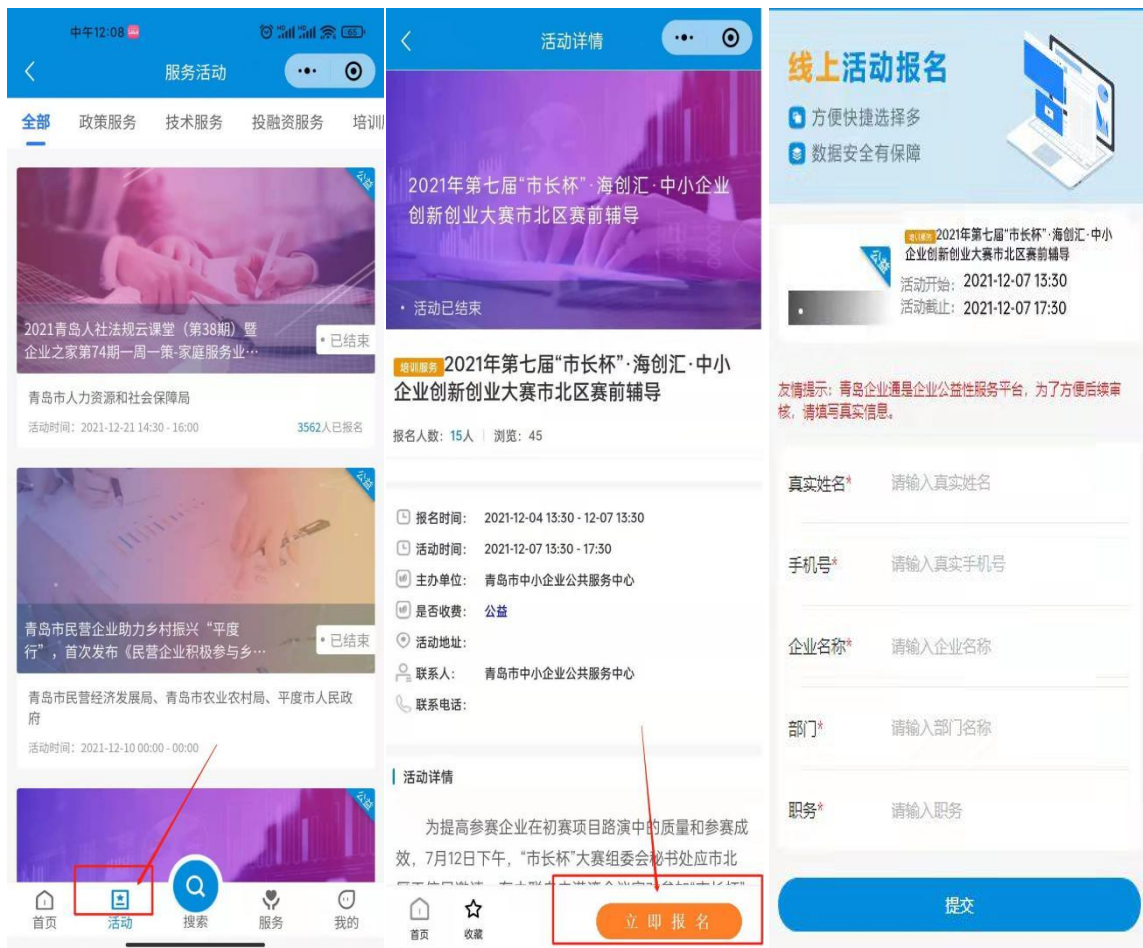 中午12:08
65
服务活动
全部 政策服务 技术服务 投融资服务 培训
公益
2021青岛人社法规云课堂（第38期）暨
企业之家第74期一周一策-家庭服务业…
• 已结束
青岛市人力资源和社会保障局
活动时间：2021-12-21 14:30 - 16:00 3562人已报名
公益
青岛市民营企业助力乡村振兴“平度
行”，首次发布《民营企业积极参与乡…
• 已结束
青岛市民营经济发展局、青岛市农业农村局、平度市人民政
府
活动时间：2021-12-10 00:00 - 00:00
公益
首页 活动 搜索 服务 我的
活动详情
2021年第七届“市长杯”·海创汇·中小企业
创新创业大赛市北区赛前辅导
• 活动已结束
培训服务 2021年第七届“市长杯”·海创汇·中小
企业创新创业大赛市北区赛前辅导
报名人数：15人 | 浏览：45
报名时间： 2021-12-04 13:30 - 12-07 13:30
活动时间： 2021-12-07 13:30 - 17:30
主办单位： 青岛市中小企业公共服务中心
是否收费： 公益
活动地址：
联系人： 青岛市中小企业公共服务中心
联系电话：
活动详情
为提高参赛企业在初赛项目路演中的质量和参赛成
效，7月12日下午，“市长杯”大赛组委会秘书处应市北
首页 收藏 立即报名
线上活动报名
方便快捷选择多
数据安全有保障
公益
培训服务 2021年第七届“市长杯”·海创汇·中小
企业创新创业大赛市北区赛前辅导
活动开始： 2021-12-07 13:30
活动截止： 2021-12-07 17:30
友情提示：青岛企业通是企业公益性服务平台，为了方便后续审
核，请填写真实信息。
真实姓名* 请输入真实姓名
手机号* 请输入真实手机号
企业名称* 请输入企业名称
部门* 请输入部门名称
职务* 请输入职务
提交